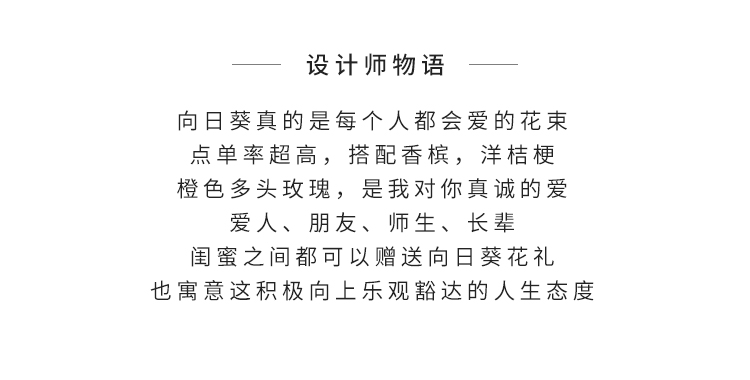 设计师物语
向日葵真的是每个人都会爱的花束
点单率超高，搭配香槟，洋桔梗
橙色多头玫瑰，是我对你真诚的爱
爱人、朋友、师生、长辈
闺蜜之间都可以赠送向日葵花礼
也寓意这积极向上乐观豁达的人生态度